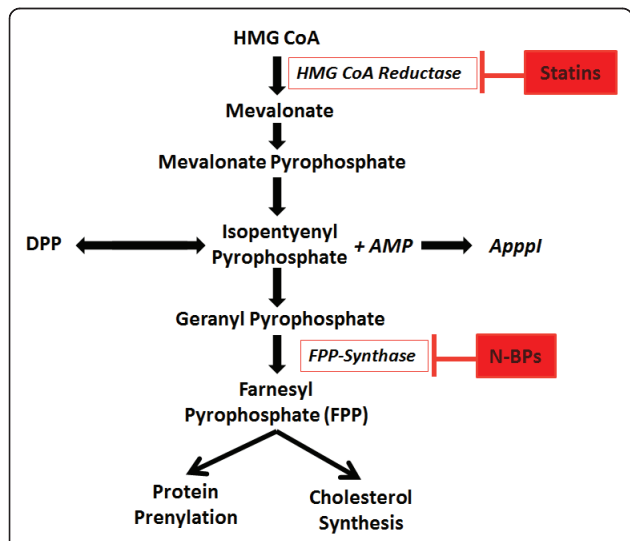 HMG CoA
HMG CoA Reductase
Statins
Mevalonate
Mevalonate Pyrophosphate
DPP
Isopentyenyl
Pyrophosphate
+ AMP
ApppI
Geranyl Pyrophosphate
FPP-Synthase
N-BPs
Farnesyl
Pyrophosphate (FPP)
Protein
Prenylation
Cholesterol
Synthesis